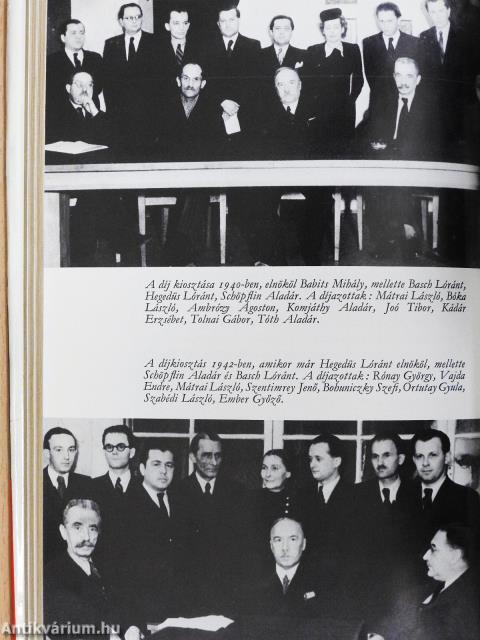 A díj kiosztása 1940-ben, elnököl Babits Mihály, mellette Basch Lóránt,
Hegedüs Lóránt, Schöpflin Aladár. A díjazottak : Mátrai László, Bóka
László, Ambrózy Ágoston, Komjáthy Aladár, Joó Tibor, Kádár
Erzsébet, Tolnai Gábor, Tóth Aladár.
A díjkiosztás 1942-ben, amikor már Hegedüs Lóránt elnököl, mellette
Schöpflin Aladár és Basch Lóránt. A díjazottak : Rónay György, Vajda
Endre, Mátrai László, Szentimrey Jenő, Bohuniczky Szefi, Ortutay Gyula,
Szabédi László, Ember Győző.
Antikvárium.hu